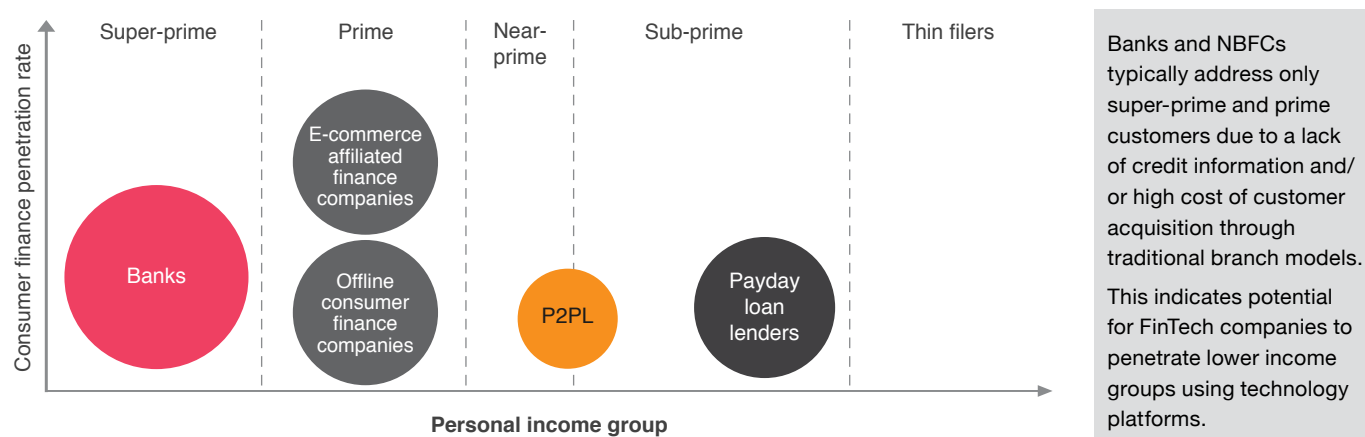 Super-prime
Prime
Near-
prime
Sub-prime
Thin filers
Consumer finance penetration rate
E-commerce
affiliated
finance
companies
Banks
Offline
consumer
finance
companies
P2PL
Payday
loan
lenders
Personal income group
Banks and NBFCs
typically address only
super-prime and prime
customers due to a lack
of credit information and/
or high cost of customer
acquisition through
traditional branch models.
This indicates potential
for FinTech companies to
penetrate lower income
groups using technology
platforms.